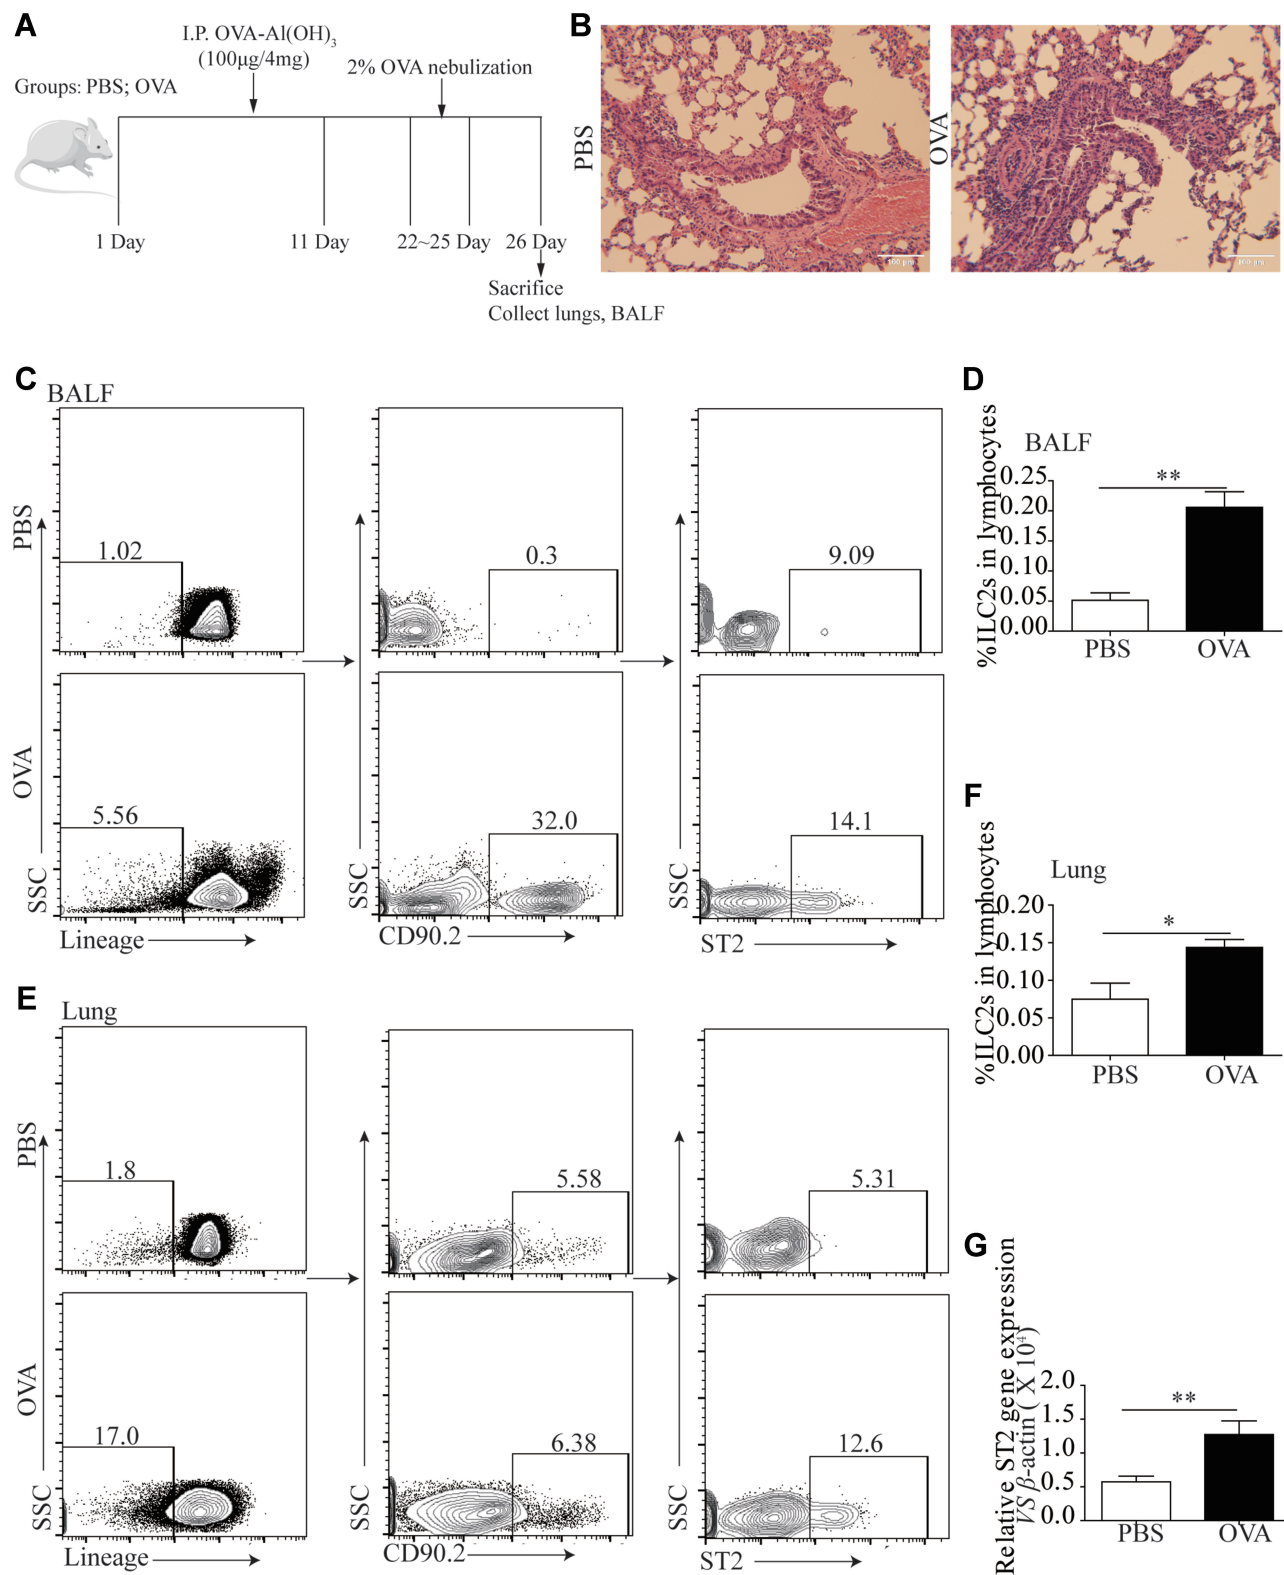 A
I.P. OVA-Al(OH)3
(100µg/4mg)
2% OVA nebulization
Groups: PBS; OVA
1 Day
11 Day
22~25 Day
26 Day
Sacrifice
Collect lungs, BALF
B
PBS
100 µm
OVA
100 µm
C
BALF
PBS
1.02
0.3
9.09
OVA
5.56
32.0
14.1
SSC
SSC
SSC
Lineage
CD90.2
ST2
D
BALF
%ILC2s in lymphocytes
0.25
0.20
0.15
0.10
0.05
0.00
**
PBS
OVA
E
Lung
PBS
1.8
5.58
5.31
OVA
17.0
6.38
12.6
SSC
SSC
SSC
Lineage
CD90.2
ST2
F
Lung
%ILC2s in lymphocytes
0.20
0.15
0.10
0.05
0.00
*
PBS
OVA
G
Relative ST2 gene expression
VS β-actin ( X 10⁴)
2.0
1.5
1.0
0.5
0.0
**
PBS
OVA